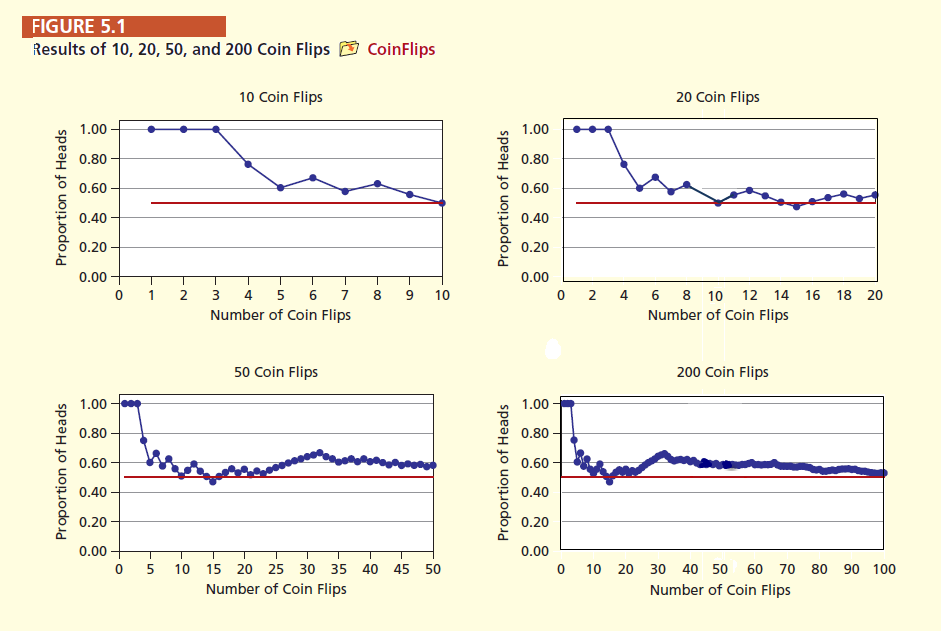 FIGURE 5.1
Results of 10, 20, 50, and 200 Coin Flips CoinFlips
10 Coin Flips
Proportion of Heads
1.00
0.80
0.60
0.40
0.20
0.00
0 1 2 3 4 5 6 7 8 9 10
Number of Coin Flips
20 Coin Flips
Proportion of Heads
1.00
0.80
0.60
0.40
0.20
0.00
0 2 4 6 8 10 12 14 16 18 20
Number of Coin Flips
50 Coin Flips
Proportion of Heads
1.00
0.80
0.60
0.40
0.20
0.00
0 5 10 15 20 25 30 35 40 45 50
Number of Coin Flips
200 Coin Flips
Proportion of Heads
1.00
0.80
0.60
0.40
0.20
0.00
0 10 20 30 40 50 60 70 80 90 100
Number of Coin Flips